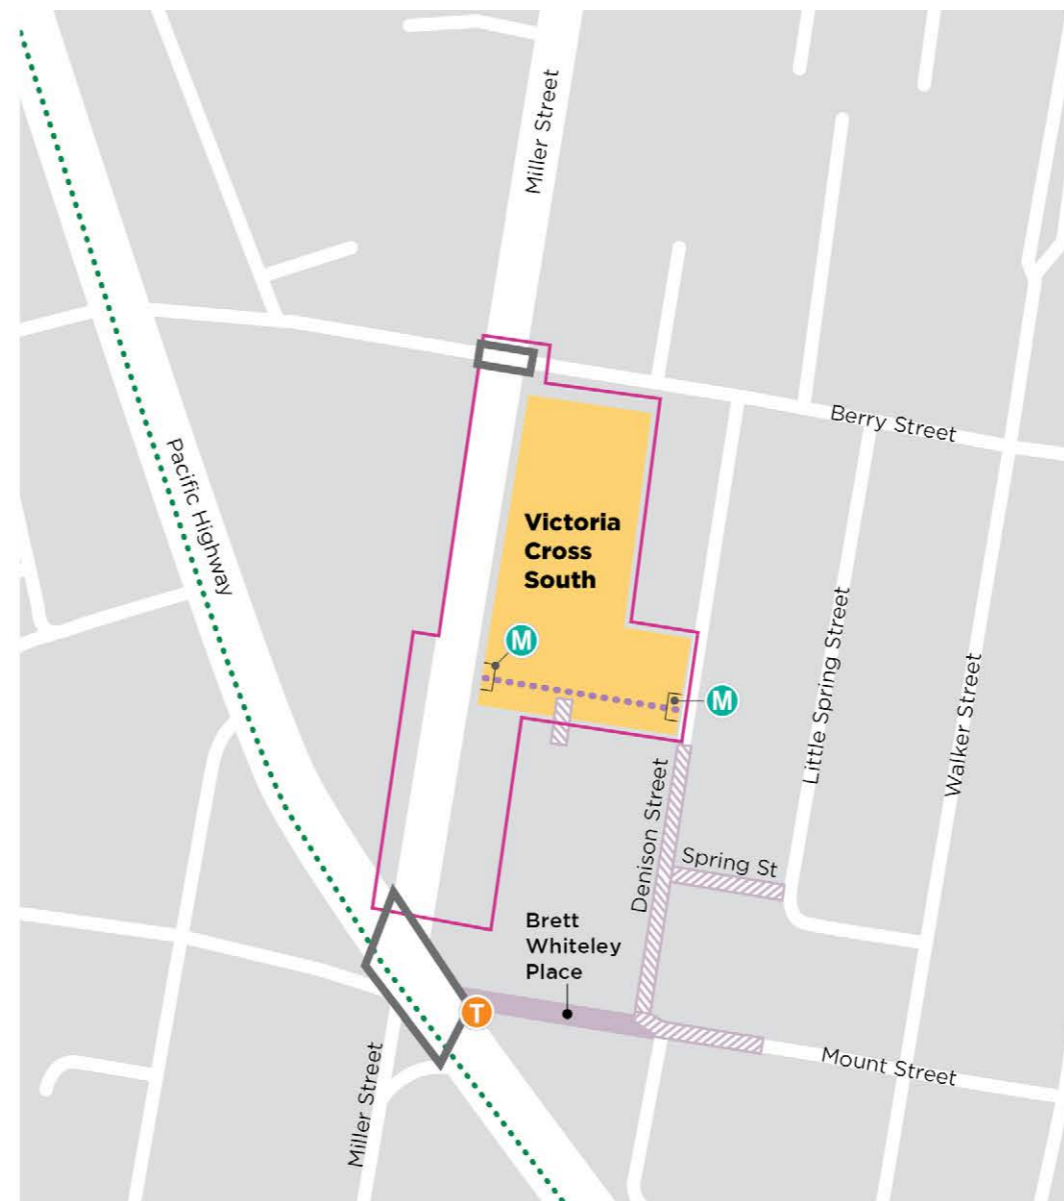 Miller Street
Berry Street
Pacific Highway
Victoria
Cross
South
M
M
Little Spring Street
Walker Street
Denison Street
Spring St
Brett
Whiteley
Place
T
Mount Street
Miller Street